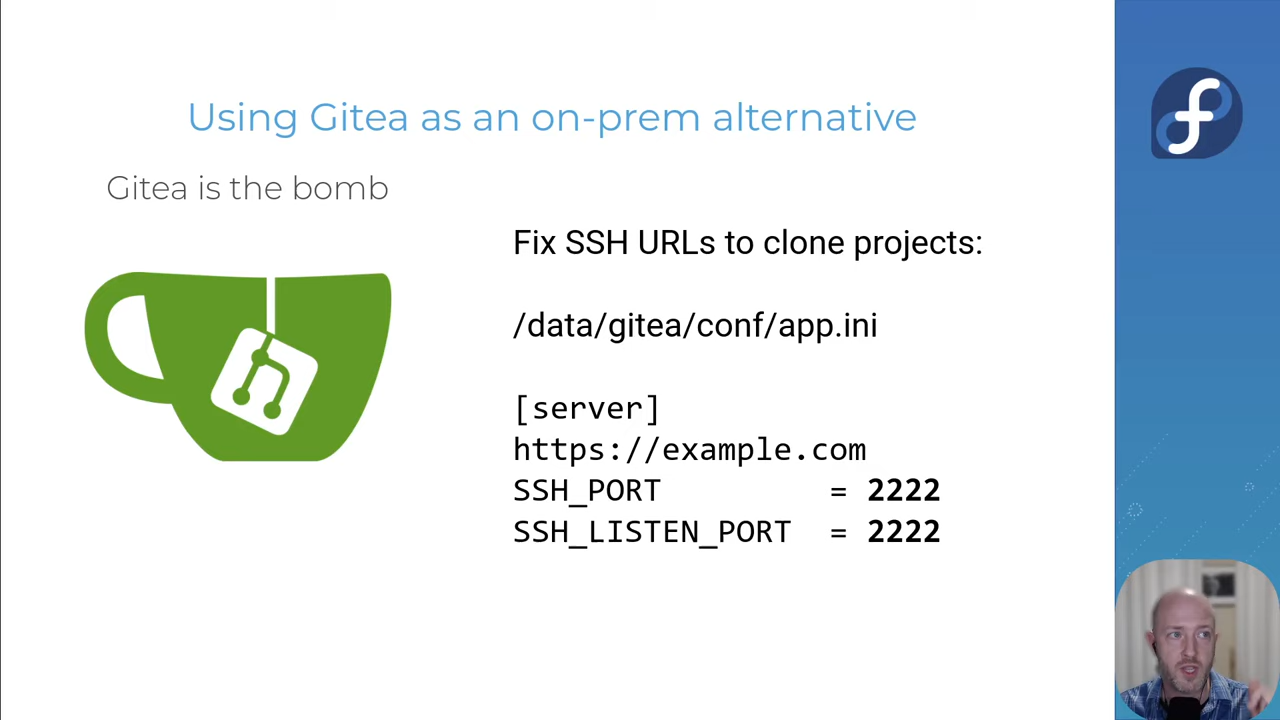 Using Gitea as an on-prem alternative
Gitea is the bomb
Fix SSH URLs to clone projects:
/data/gitea/conf/app.ini
[server]
https://example.com
SSH_PORT = 2222
SSH_LISTEN_PORT = 2222